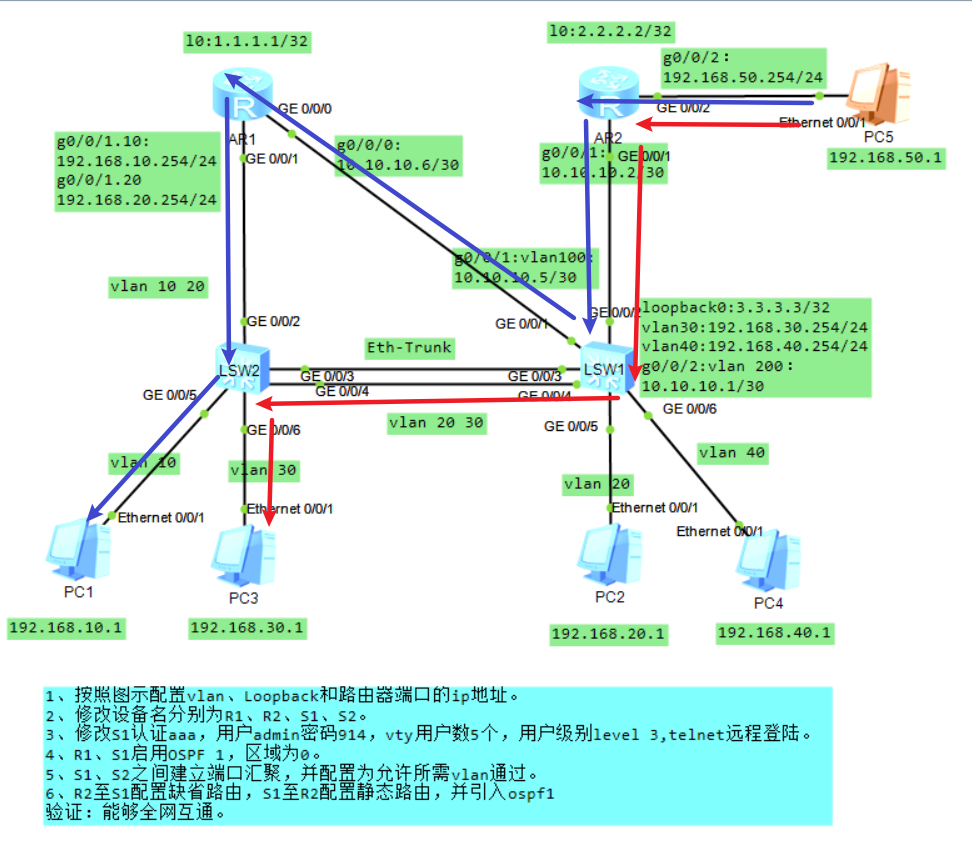 l0:1.1.1.1/32
l0:2.2.2.2/32
g0/0/2:
192.168.50.254/24
GE 0/0/0
R
AR1
GE 0/0/1
R
AR2
GE 0/0/2
GE 0/0/1
Ethernet 0/0/1
PC5
192.168.50.1
g0/0/1.10:
192.168.10.254/24
g0/0/1.20
192.168.20.254/24
g0/0/0:
10.10.10.6/30
g0/0/1:
10.10.10.2/30
vlan 10 20
g0/0/1:vlan100:
10.10.10.5/30
GE 0/0/2
GE 0/0/1
GE 0/0/2
loopback0:3.3.3.3/32
vlan30:192.168.30.254/24
vlan40:192.168.40.254/24
g0/0/2:vlan 200:
10.10.10.1/30
Eth-Trunk
LSW2
LSW1
GE 0/0/3
GE 0/0/3
GE 0/0/4
GE 0/0/4
GE 0/0/5
GE 0/0/6
vlan 20 30
GE 0/0/6
GE 0/0/5
vlan 10
vlan 30
vlan 20
vlan 40
Ethernet 0/0/1
Ethernet 0/0/1
Ethernet 0/0/1
Ethernet 0/0/1
PC1
PC3
PC2
PC4
192.168.10.1
192.168.30.1
192.168.20.1
192.168.40.1
1、按照图示配置vlan、Loopback和路由器端口的ip地址。
2、修改设备名分别为R1、R2、S1、S2。
3、修改S1认证aaa，用户admin密码914，vty用户数5个，用户级别level 3,telnet远程登陆。
4、R1、S1启用OSPF 1，区域为0。
5、S1、S2之间建立端口汇聚，并配置为允许所需vlan通过。
6、R2至S1配置缺省路由，S1至R2配置静态路由，并引入ospf1
验证：能够全网互通。